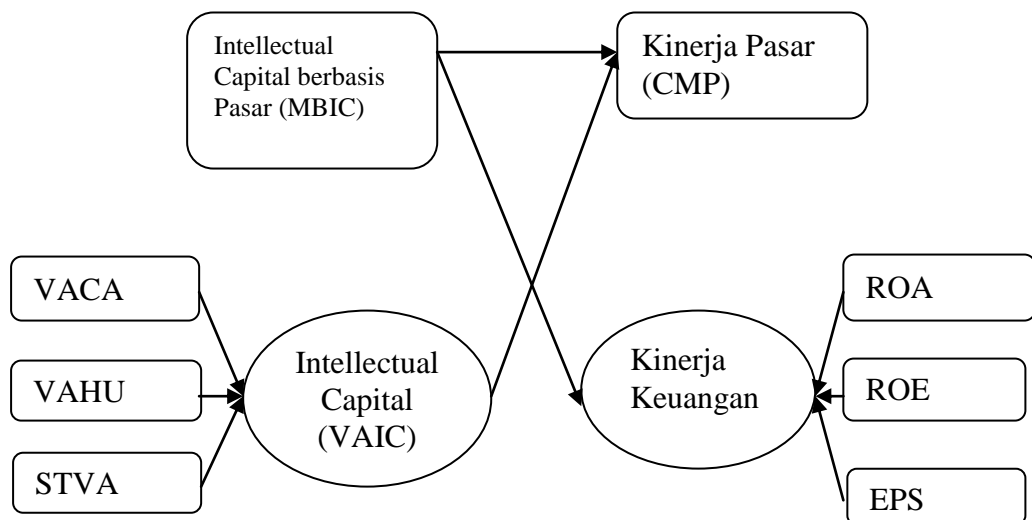 Intellectual
Capital berbasis
Pasar (MBIC)
Kinerja Pasar
(CMP)
VACA
VAHU
STVA
Intellectual
Capital
(VAIC)
Kinerja
Keuangan
ROA
ROE
EPS